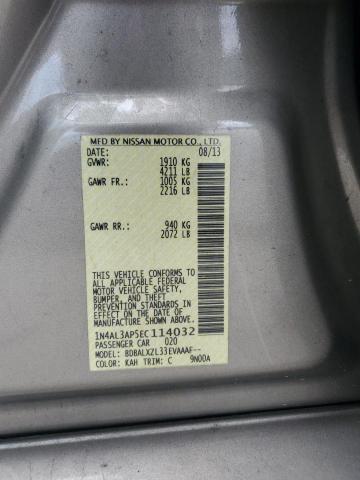 MFD BY NISSAN MOTOR CO., LTD.
DATE: 08/13
GVWR: 1910 KG
4211 LB
GAWR FR.: 1005 KG
2216 LB
GAWR RR.: 940 KG
2072 LB
THIS VEHICLE CONFORMS TO
ALL APPLICABLE FEDERAL
MOTOR VEHICLE SAFETY,
BUMPER, AND THEFT
PREVENTION STANDARDS IN
EFFECT ON THE DATE OF
MANUFACTURE SHOWN ABOVE.
1N4AL3AP5EC114032
PASSENGER CAR 020
MODEL: BDBALXZL33EVAAAF--
COLOR: KAH TRIM: C 9N00A